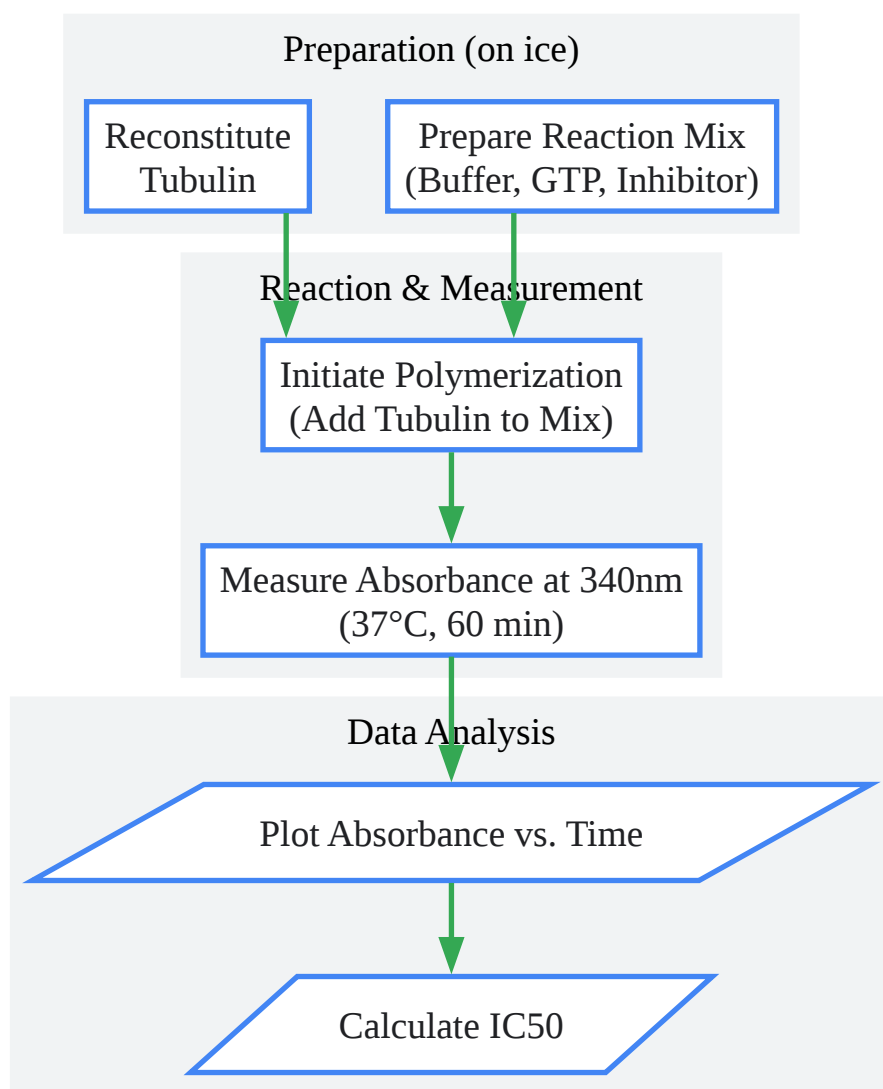 Preparation (on ice)
Reconstitute
Tubulin
Prepare Reaction Mix
(Buffer, GTP, Inhibitor)
Reaction & Measurement
Initiate Polymerization
(Add Tubulin to Mix)
Measure Absorbance at 340nm
(37°C, 60 min)
Data Analysis
Plot Absorbance vs. Time
Calculate IC50